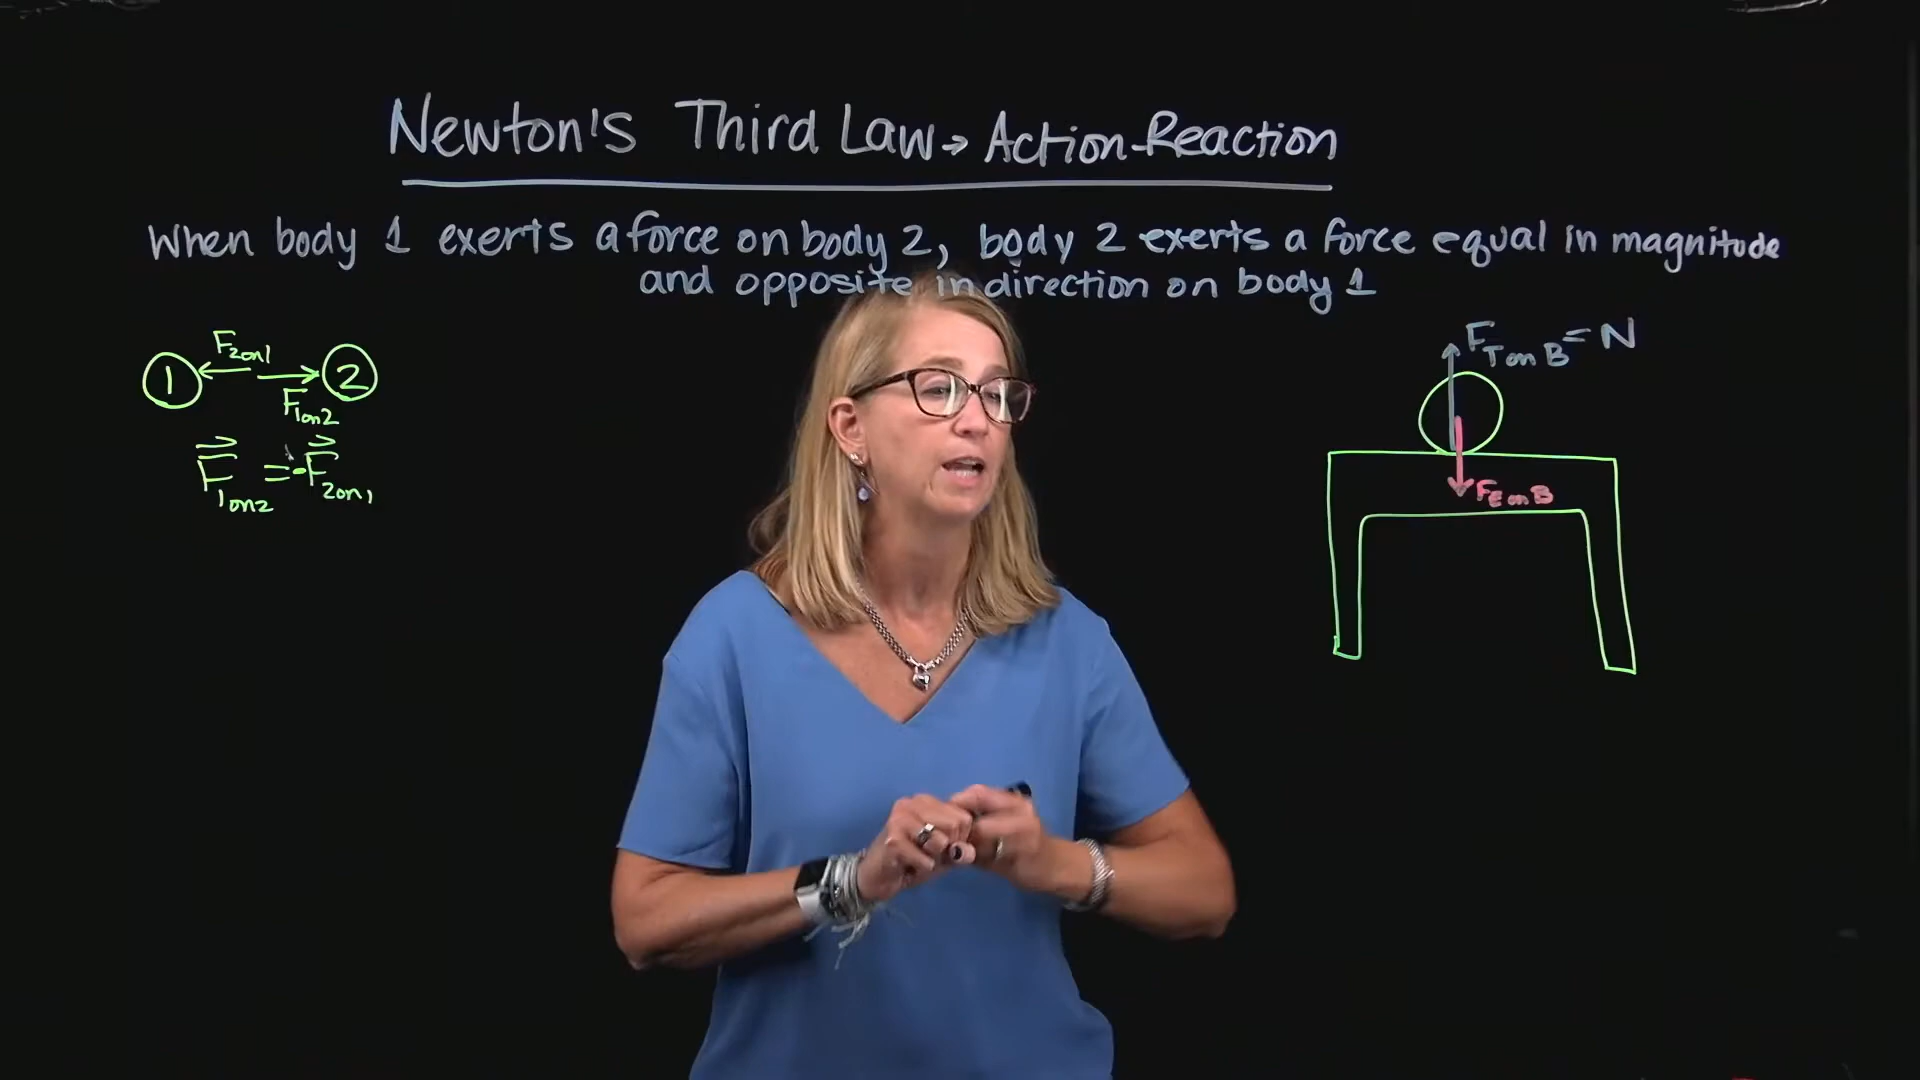 Newton's Third Law → Action-Reaction
When body 1 exerts a force on body 2, body 2 exerts a force equal in magnitude
and opposite in direction on body 1
F2on1
1 2
F1on2
F1on2 = -F2on1
FT on B = N
FE on B